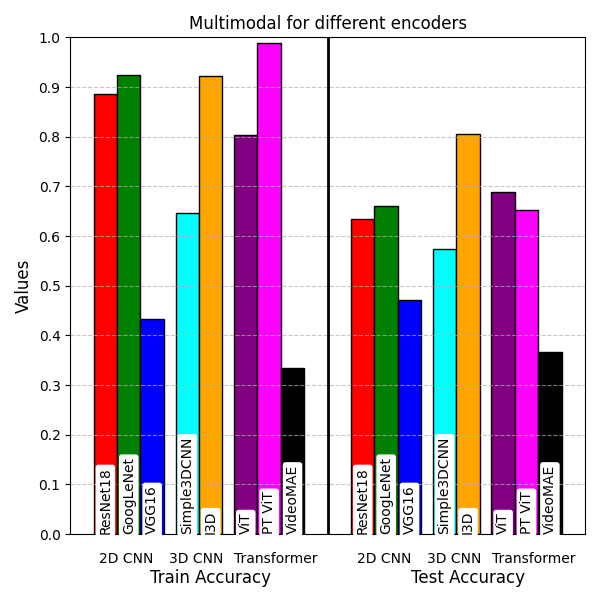 Multimodal for different encoders
Values
1.0
0.9
0.8
0.7
0.6
0.5
0.4
0.3
0.2
0.1
0.0
ResNet18
GoogLeNet
VGG16
Simple3DCNN
I3D
ViT
PT ViT
VideoMAE
ResNet18
GoogLeNet
VGG16
Simple3DCNN
I3D
ViT
PT ViT
VideoMAE
2D CNN 3D CNN Transformer 2D CNN 3D CNN Transformer
Train Accuracy Test Accuracy